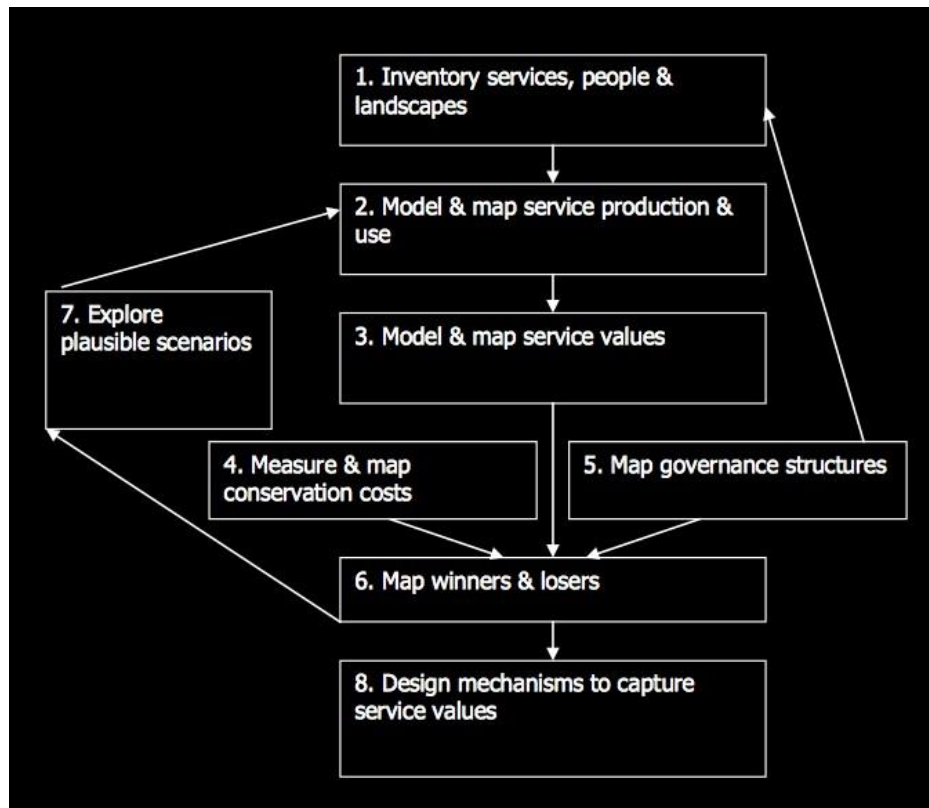 1. Inventory services, people &
landscapes
2. Model & map service production &
use
7. Explore
plausible scenarios
3. Model & map service values
4. Measure & map
conservation costs
5. Map governance structures
6. Map winners & losers
8. Design mechanisms to capture
service values